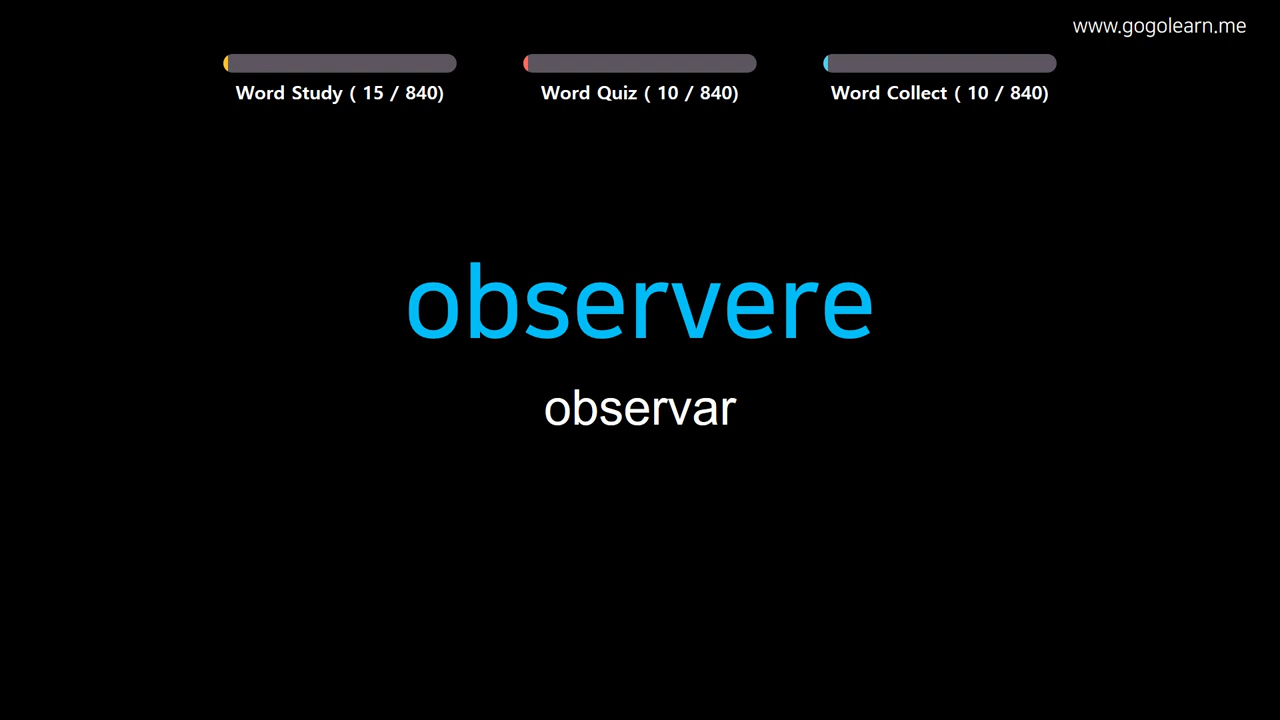 www.gogolearn.me
Word Study ( 15 / 840)
Word Quiz ( 10 / 840)
Word Collect ( 10 / 840)
observere
observar